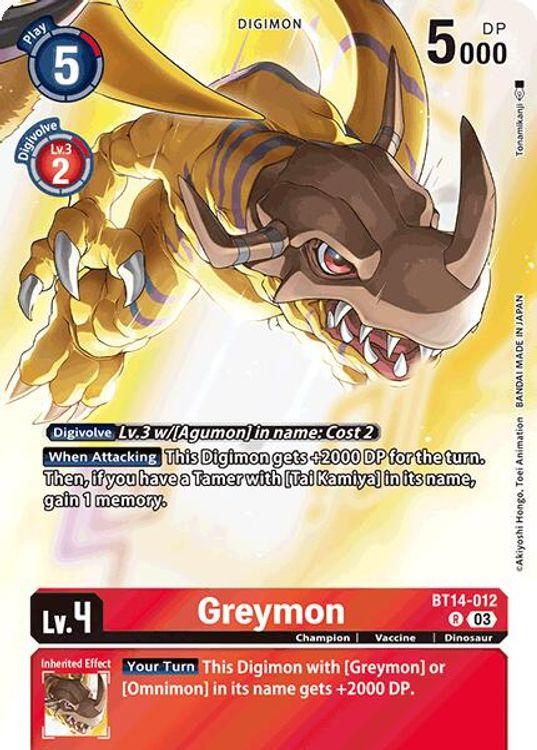 DIGIMON
Play
5
DP
5000
Digivolve
Lv.3
2
Tonamikanji
©Akiyoshi Hongo, Toei Animation BANDAI MADE IN JAPAN
Digivolve Lv.3 w/[Agumon] in name: Cost 2
When Attacking This Digimon gets +2000 DP for the turn.
Then, if you have a Tamer with [Tai Kamiya] in its name,
gain 1 memory.
BT14-012
Lv.4 Greymon R 03
Champion | Vaccine | Dinosaur
Inherited Effect
Your Turn This Digimon with [Greymon] or
[Omnimon] in its name gets +2000 DP.